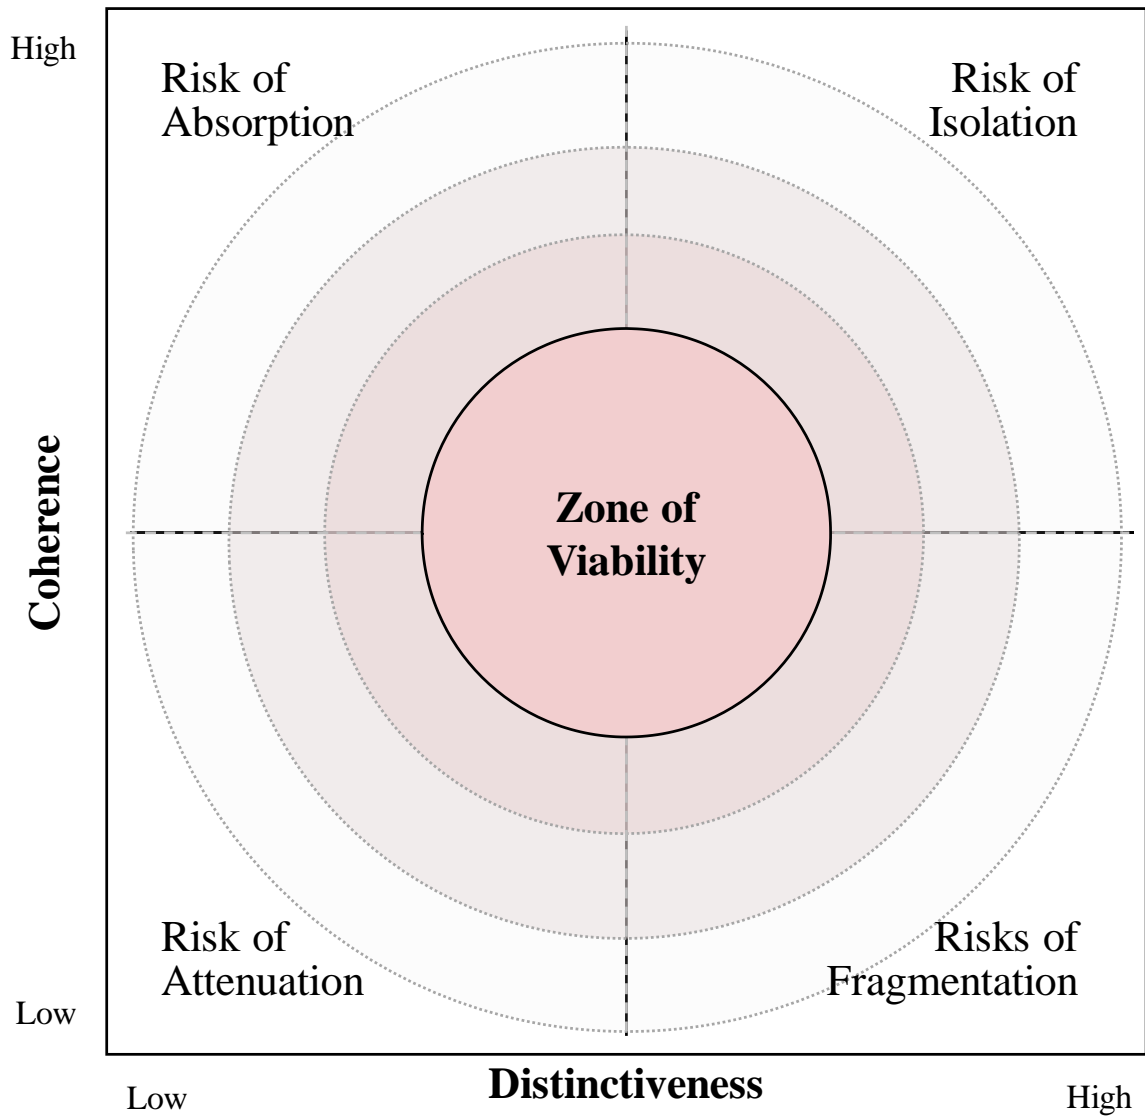 High
Risk of
Absorption
Risk of
Isolation
Coherence
Zone of
Viability
Risk of
Attenuation
Risks of
Fragmentation
Low
Low
Distinctiveness
High